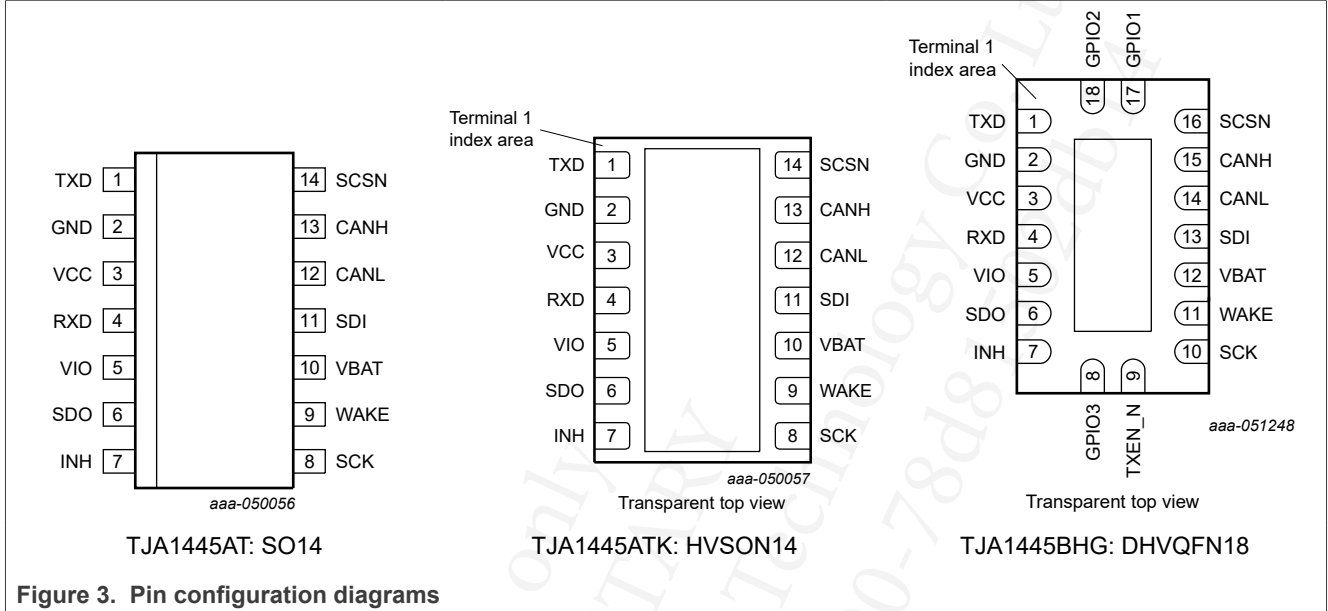 TXD 1
GND 2
VCC 3
RXD 4
VIO 5
SDO 6
INH 7
14 SCSN
13 CANH
12 CANL
11 SDI
10 VBAT
9 WAKE
8 SCK
aaa-050056
TJA1445AT: SO14
Terminal 1
index area
TXD 1
GND 2
VCC 3
RXD 4
VIO 5
SDO 6
INH 7
14 SCSN
13 CANH
12 CANL
11 SDI
10 VBAT
9 WAKE
8 SCK
aaa-050057
Transparent top view
TJA1445ATK: HVSON14
Terminal 1
index area
GPIO2
GPIO1
18
17
TXD 1
GND 2
VCC 3
RXD 4
VIO 5
SDO 6
INH 7
16 SCSN
15 CANH
14 CANL
13 SDI
12 VBAT
11 WAKE
10 SCK
8
9
GPIO3
TXEN_N
aaa-051248
Transparent top view
TJA1445BHG: DHVQFN18
Figure 3. Pin configuration diagrams